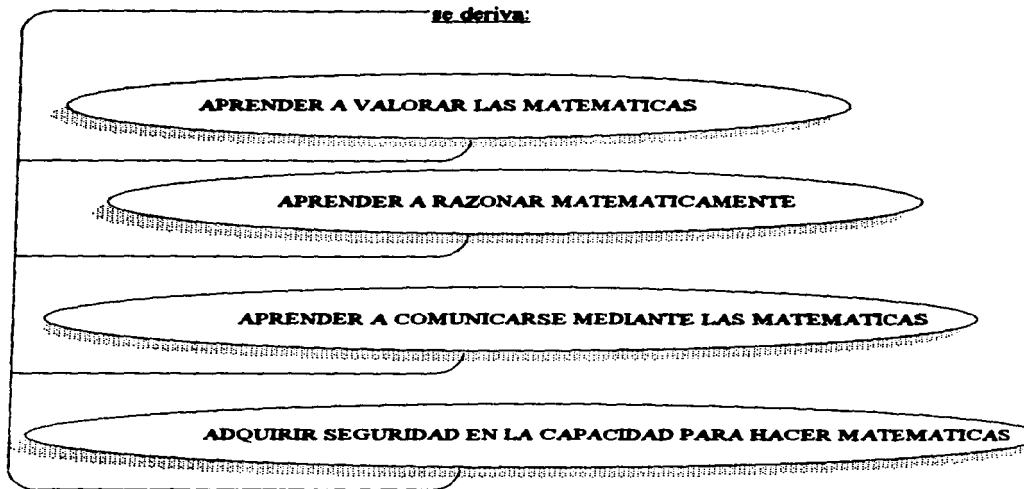 se deriva:
APRENDER A VALORAR LAS MATEMATICAS
APRENDER A RAZONAR MATEMATICAMENTE
APRENDER A COMUNICARSE MEDIANTE LAS MATEMATICAS
ADQUIRIR SEGURIDAD EN LA CAPACIDAD PARA HACER MATEMATICAS